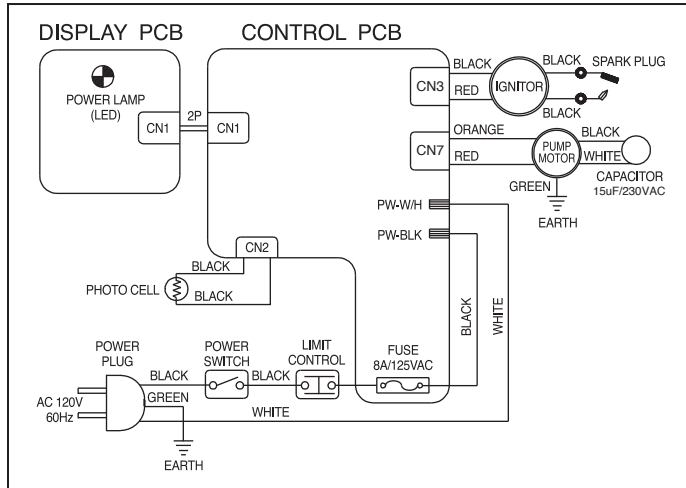 DISPLAY PCB
CONTROL PCB
POWER LAMP
(LED)
CN1
2P
CN1
CN3
BLACK
RED
IGNITOR
BLACK
SPARK PLUG
BLACK
CN7
ORANGE
RED
PUMP
MOTOR
BLACK
WHITE
CAPACITOR
15uF/230VAC
GREEN
EARTH
PW-W/H
PW-BLK
CN2
BLACK
BLACK
PHOTO CELL
BLACK
WHITE
POWER
PLUG
POWER
SWITCH
LIMIT
CONTROL
FUSE
8A/125VAC
BLACK
BLACK
AC 120V
60Hz
GREEN
WHITE
EARTH